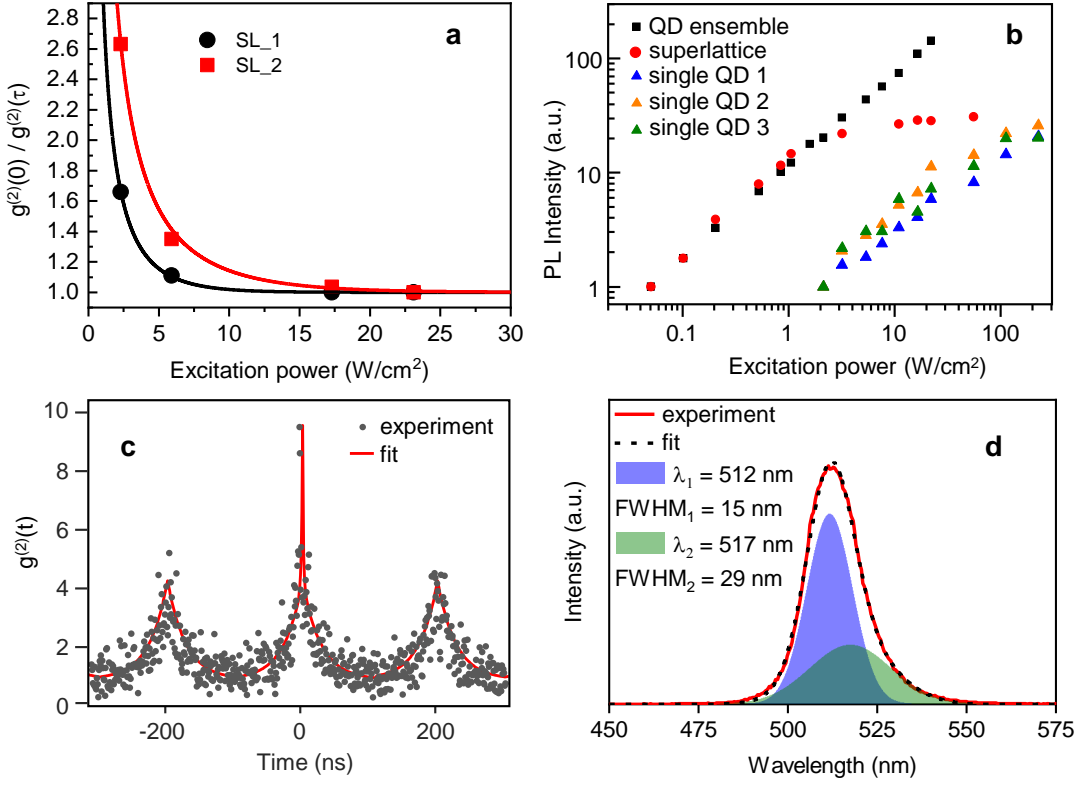 a
SL_1
SL_2
2.8
2.6
2.4
2.2
2.0
1.8
1.6
1.4
1.2
1.0
g⁽²⁾(0) / g⁽²⁾(τ)
0 5 10 15 20 25 30
Excitation power (W/cm²)
b
QD ensemble
superlattice
single QD 1
single QD 2
single QD 3
100
10
1
PL Intensity (a.u.)
0.1 1 10 100
Excitation power (W/cm²)
c
experiment
fit
10
8
6
4
2
0
g⁽²⁾(t)
-200 0 200
Time (ns)
d
experiment
fit
λ₁ = 512 nm
FWHM₁ = 15 nm
λ₂ = 517 nm
FWHM₂ = 29 nm
Intensity (a.u.)
450 475 500 525 550 575
Wavelength (nm)